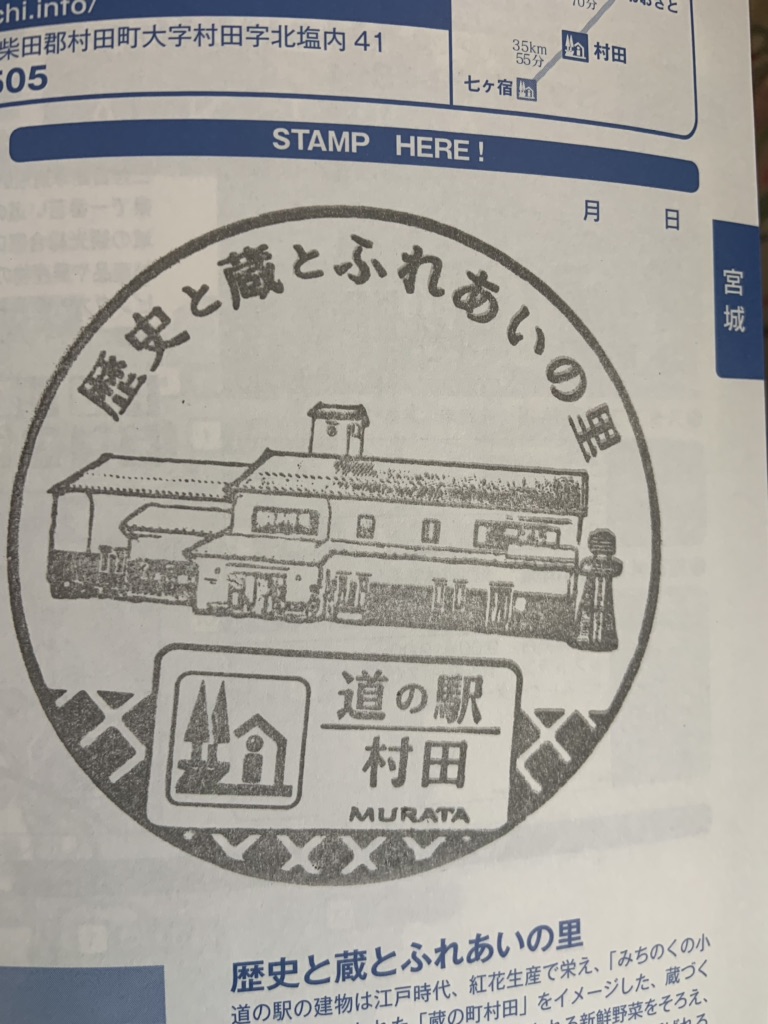 chi.info/
柴田郡村田町大字村田字北塩内 41
505
35km
55分
村田
七ヶ宿
70分
STAMP HERE!
月 日
宮城
歴史と蔵とふれあいの里
道の駅
村田
MURATA
歴史と蔵とふれあいの里
道の駅の建物は江戸時代、紅花生産で栄え、「みちのくの小
「蔵の町村田」をイメージした、蔵づく
新鮮野菜をそろえ、